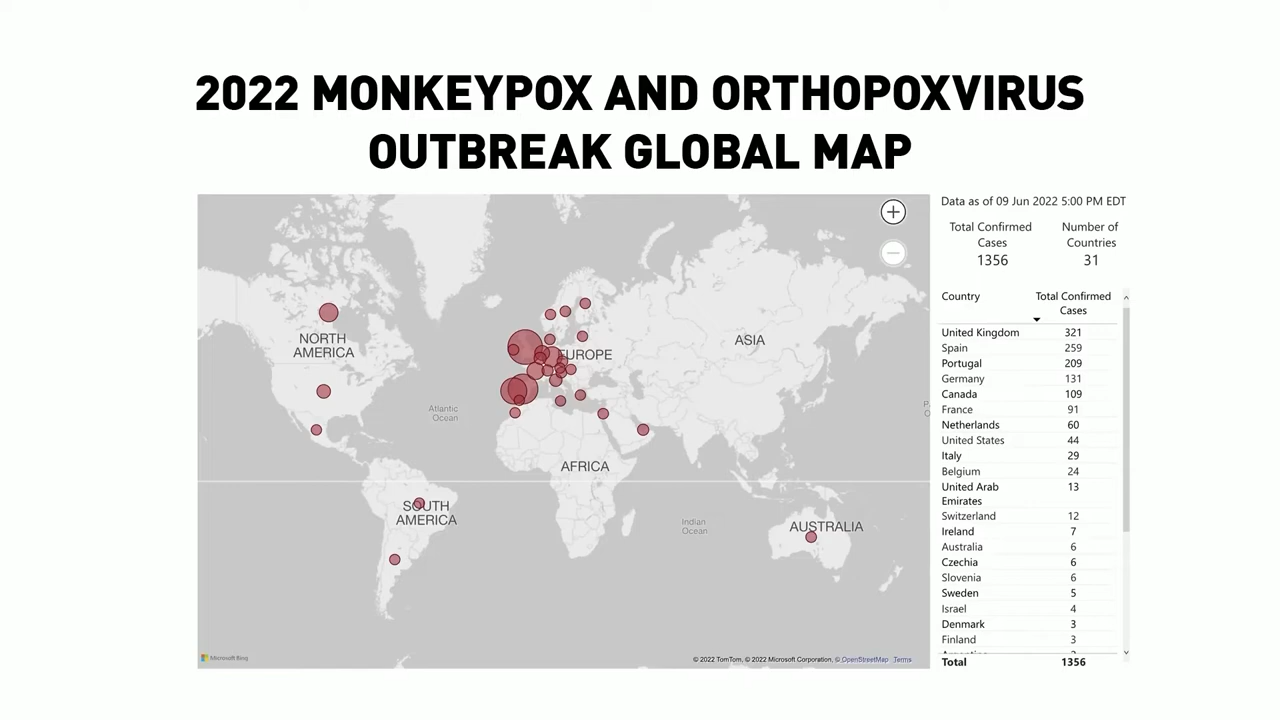 2022 MONKEYPOX AND ORTHOPOXVIRUS
OUTBREAK GLOBAL MAP
Data as of 09 Jun 2022 5:00 PM EDT
Total Confirmed
Cases
1356
Number of
Countries
31
Country
Total Confirmed
Cases
United Kingdom 321
Spain 259
Portugal 209
Germany 131
Canada 109
France 91
Netherlands 60
United States 44
Italy 29
Belgium 24
United Arab 13
Emirates
Switzerland 12
Ireland 7
Australia 6
Czechia 6
Slovenia 6
Sweden 5
Israel 4
Denmark 3
Finland 3
Total 1356
NORTH
AMERICA
EUROPE
ASIA
Atlantic
Ocean
AFRICA
SOUTH
AMERICA
Indian
Ocean
AUSTRALIA
Microsoft Bing
© 2022 TomTom, © 2022 Microsoft Corporation, © OpenStreetMap Terms